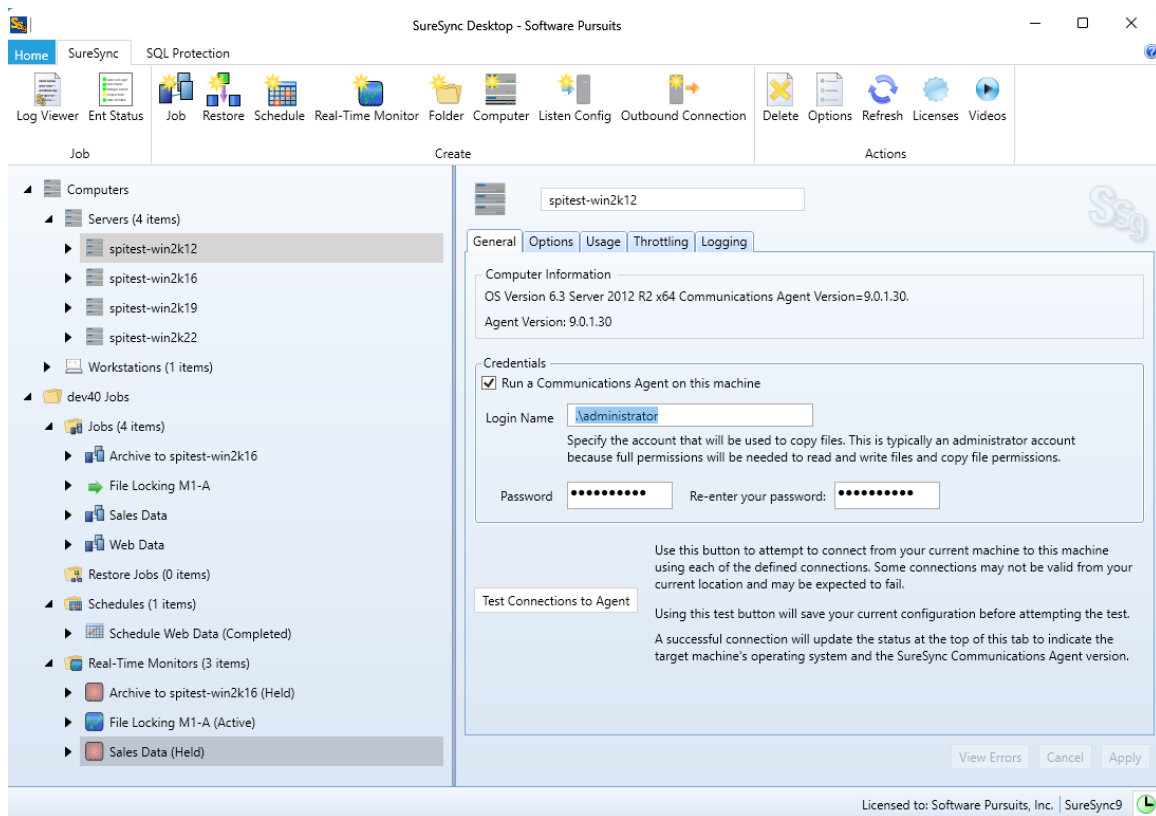 SureSync Desktop - Software Pursuits
Home SureSync SQL Protection
Log Viewer Ent Status Job Restore Schedule Real-Time Monitor Folder Computer Listen Config Outbound Connection Delete Options Refresh Licenses Videos
Job Create Actions
Computers
Servers (4 items)
spitest-win2k12
spitest-win2k16
spitest-win2k19
spitest-win2k22
Workstations (1 items)
dev40 Jobs
Jobs (4 items)
Archive to spitest-win2k16
File Locking M1-A
Sales Data
Web Data
Restore Jobs (0 items)
Schedules (1 items)
Schedule Web Data (Completed)
Real-Time Monitors (3 items)
Archive to spitest-win2k16 (Held)
File Locking M1-A (Active)
Sales Data (Held)
spitest-win2k12
Ssg
General Options Usage Throttling Logging
Computer Information
OS Version 6.3 Server 2012 R2 x64 Communications Agent Version=9.0.1.30.
Agent Version: 9.0.1.30
Credentials
Run a Communications Agent on this machine
Login Name .\administrator
Specify the account that will be used to copy files. This is typically an administrator account
because full permissions will be needed to read and write files and copy file permissions.
Password ●●●●●●●●●● Re-enter your password: ●●●●●●●●●●
Use this button to attempt to connect from your current machine to this machine
using each of the defined connections. Some connections may not be valid from your
current location and may be expected to fail.
Test Connections to Agent
Using this test button will save your current configuration before attempting the test.
A successful connection will update the status at the top of this tab to indicate the
target machine's operating system and the SureSync Communications Agent version.
View Errors Cancel Apply
Licensed to: Software Pursuits, Inc. SureSync9